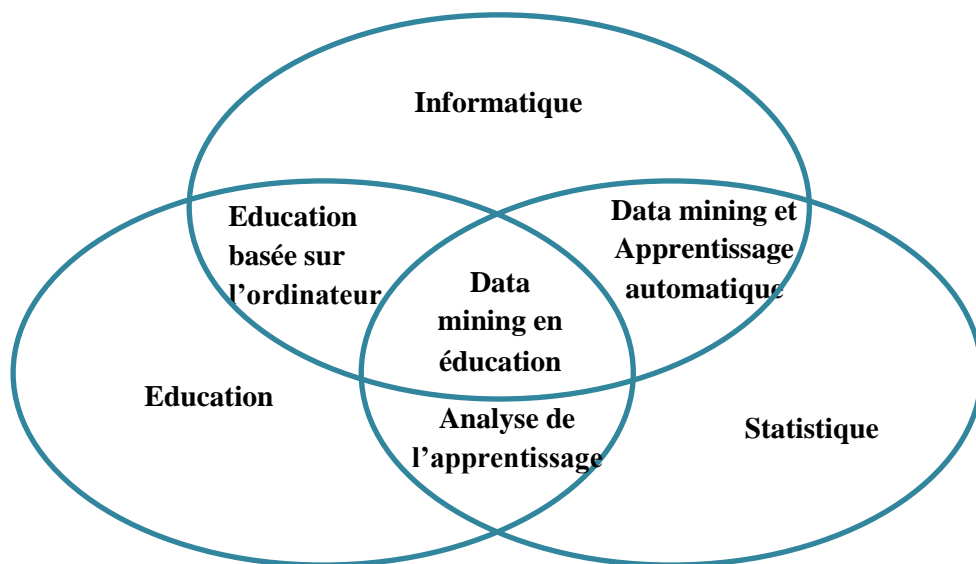 Informatique
Education
basée sur
l’ordinateur
Data mining et
Apprentissage
automatique
Data
mining en
éducation
Education
Analyse de
l’apprentissage
Statistique